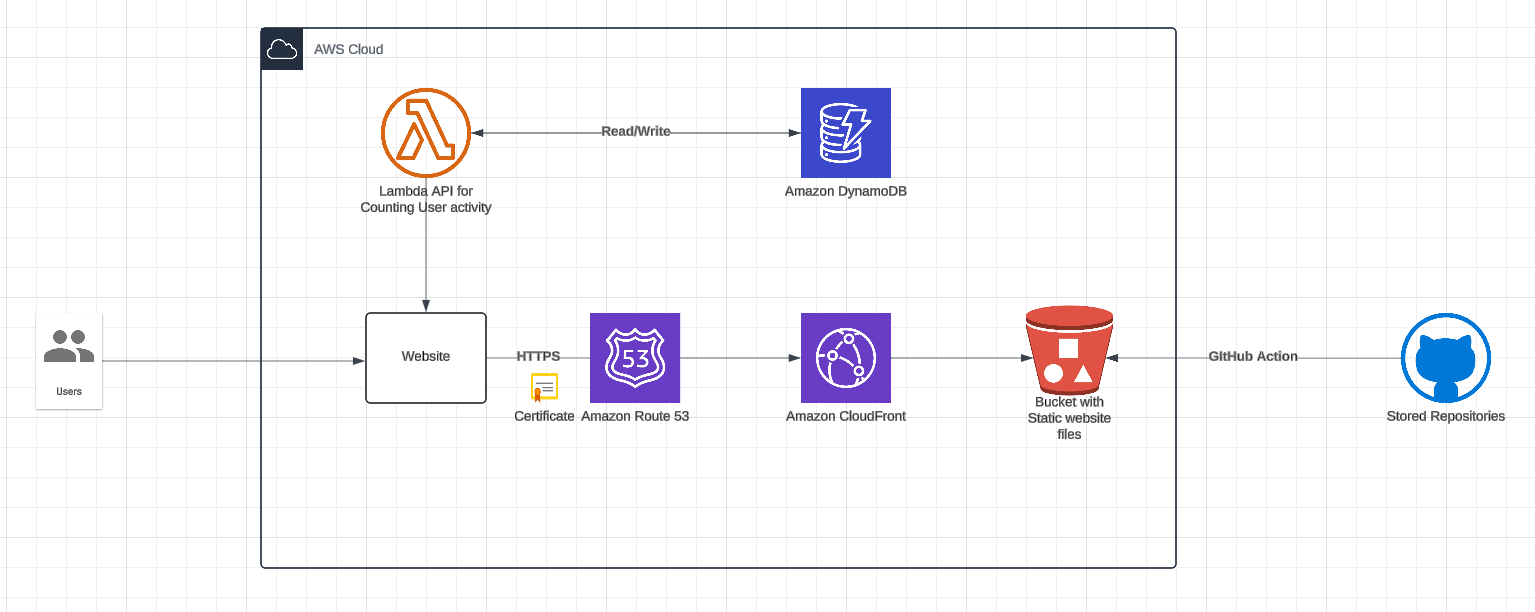 AWS Cloud
Read/Write
Lambda API for
Counting User activity
Amazon DynamoDB
Users
Website
HTTPS
Certificate
53
Amazon Route 53
Amazon CloudFront
Bucket with
Static website
files
GItHub Action
Stored Repositories